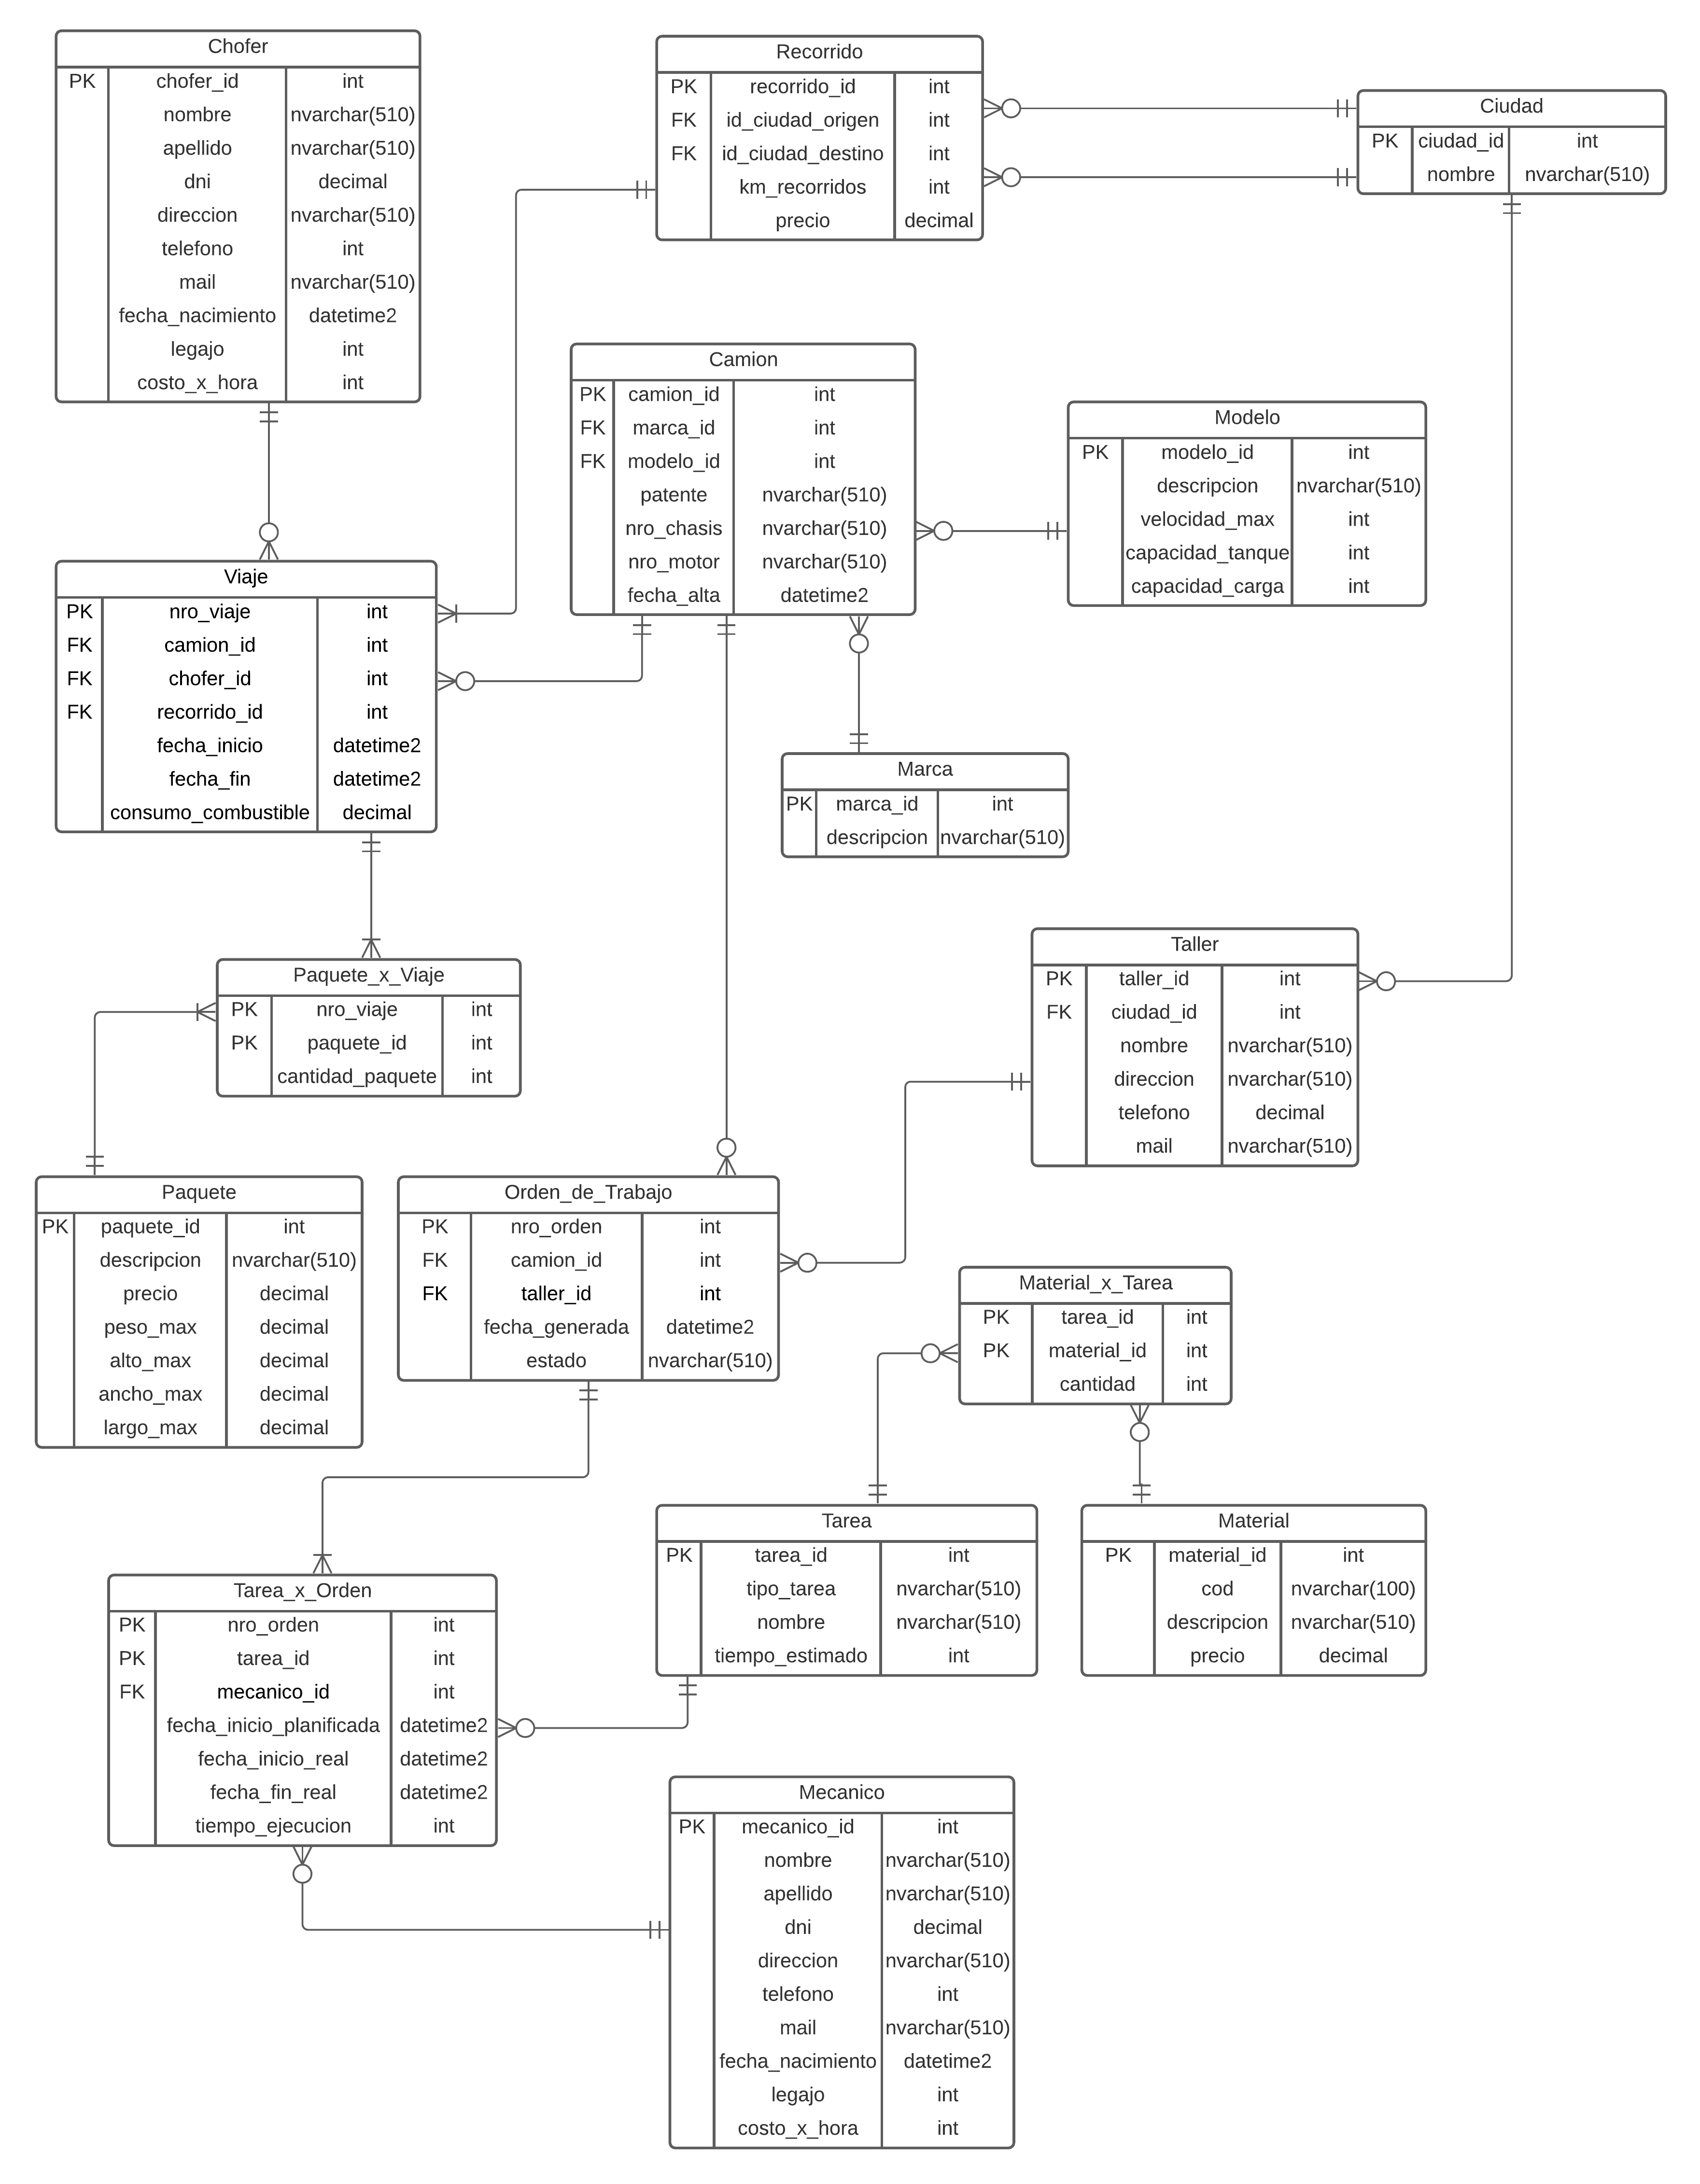 Chofer
PK chofer_id int
nombre nvarchar(510)
apellido nvarchar(510)
dni decimal
direccion nvarchar(510)
telefono int
mail nvarchar(510)
fecha_nacimiento datetime2
legajo int
costo_x_hora int
Recorrido
PK recorrido_id int
FK id_ciudad_origen int
FK id_ciudad_destino int
km_recorridos int
precio decimal
Ciudad
PK ciudad_id int
nombre nvarchar(510)
Camion
PK camion_id int
FK marca_id int
FK modelo_id int
patente nvarchar(510)
nro_chasis nvarchar(510)
nro_motor nvarchar(510)
fecha_alta datetime2
Modelo
PK modelo_id int
descripcion nvarchar(510)
velocidad_max int
capacidad_tanque int
capacidad_carga int
Viaje
PK nro_viaje int
FK camion_id int
FK chofer_id int
FK recorrido_id int
fecha_inicio datetime2
fecha_fin datetime2
consumo_combustible decimal
Marca
PK marca_id int
descripcion nvarchar(510)
Taller
PK taller_id int
FK ciudad_id int
nombre nvarchar(510)
direccion nvarchar(510)
telefono decimal
mail nvarchar(510)
Paquete_x_Viaje
PK nro_viaje int
PK paquete_id int
cantidad_paquete int
Paquete
PK paquete_id int
descripcion nvarchar(510)
precio decimal
peso_max decimal
alto_max decimal
ancho_max decimal
largo_max decimal
Orden_de_Trabajo
PK nro_orden int
FK camion_id int
FK taller_id int
fecha_generada datetime2
estado nvarchar(510)
Material_x_Tarea
PK tarea_id int
PK material_id int
cantidad int
Tarea
PK tarea_id int
tipo_tarea nvarchar(510)
nombre nvarchar(510)
tiempo_estimado int
Material
PK material_id int
cod nvarchar(100)
descripcion nvarchar(510)
precio decimal
Tarea_x_Orden
PK nro_orden int
PK tarea_id int
FK mecanico_id int
fecha_inicio_planificada datetime2
fecha_inicio_real datetime2
fecha_fin_real datetime2
tiempo_ejecucion int
Mecanico
PK mecanico_id int
nombre nvarchar(510)
apellido nvarchar(510)
dni decimal
direccion nvarchar(510)
telefono int
mail nvarchar(510)
fecha_nacimiento datetime2
legajo int
costo_x_hora int